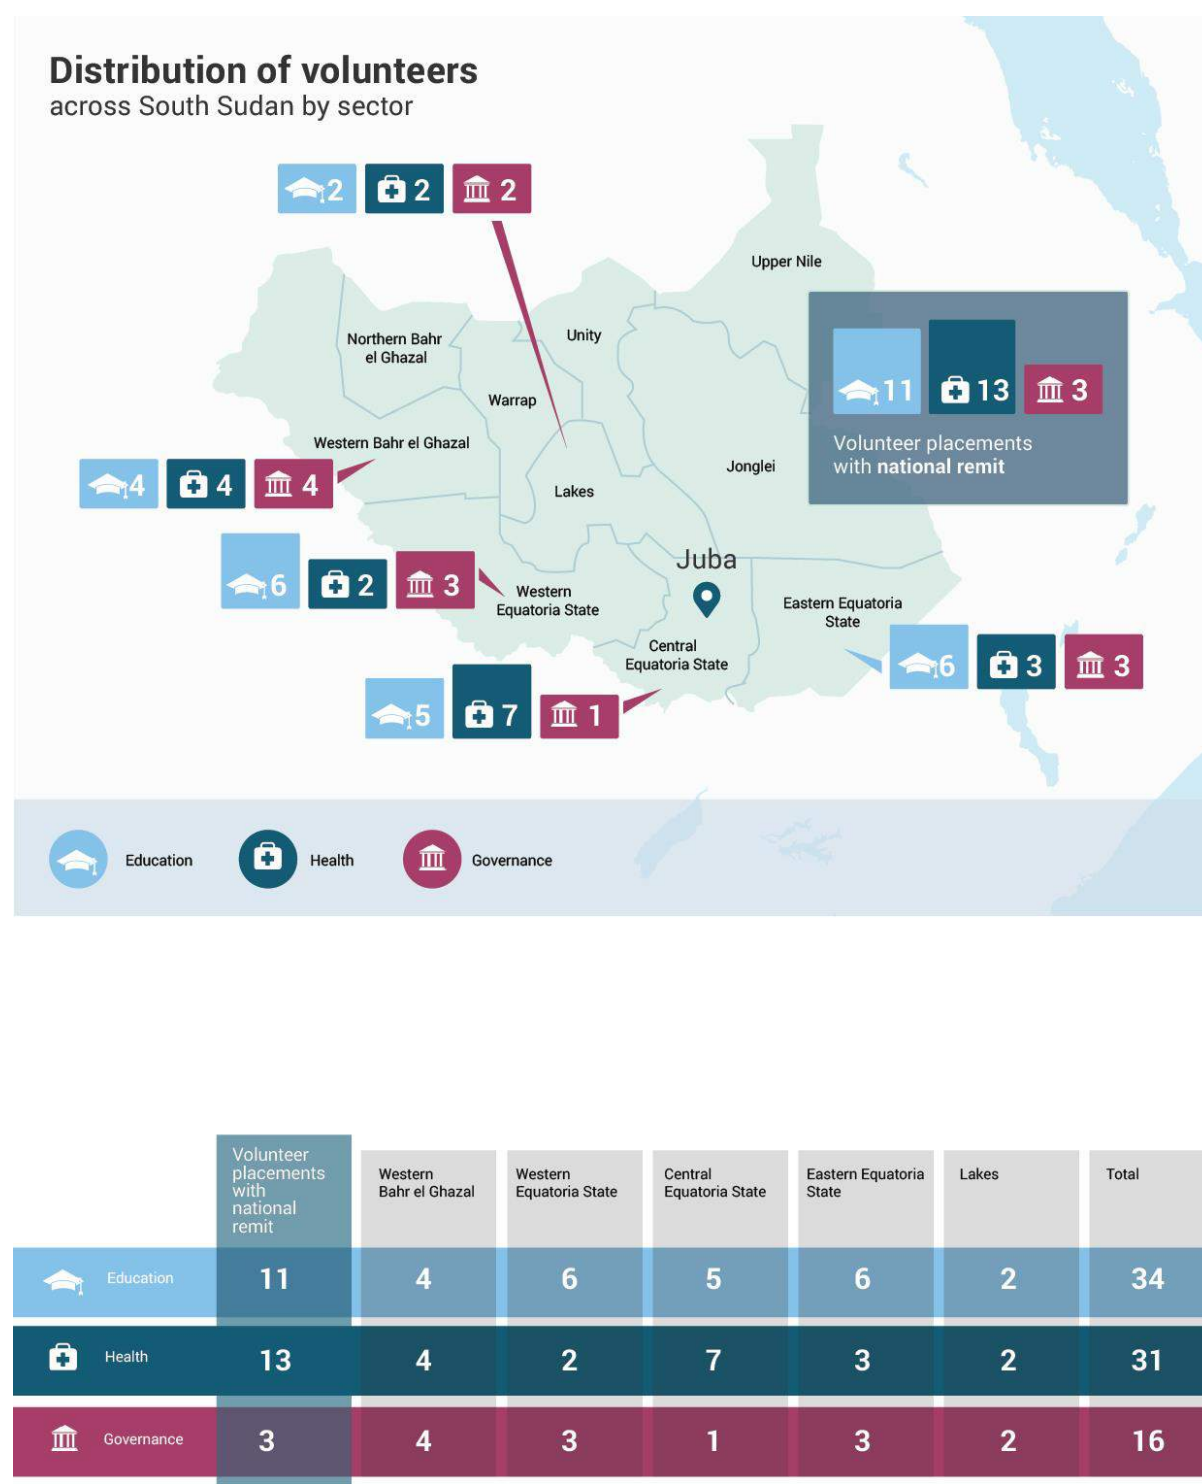 Distribution of volunteers
across South Sudan by sector
2 2 2
Upper Nile
Northern Bahr
el Ghazal
Unity
11 13 3
Warrap
Volunteer placements
with national remit
Western Bahr el Ghazal
Jonglei
4 4 4
Lakes
Juba
6 2 3
Western
Equatoria State
Eastern Equatoria
State
Central
Equatoria State
6 3 3
5 7 1
Education Health Governance
Volunteer
placements
with
national
remit
Western
Bahr el Ghazal
Western
Equatoria State
Central
Equatoria State
Eastern Equatoria
State
Lakes
Total
Education 11 4 6 5 6 2 34
Health 13 4 2 7 3 2 31
Governance 3 4 3 1 3 2 16